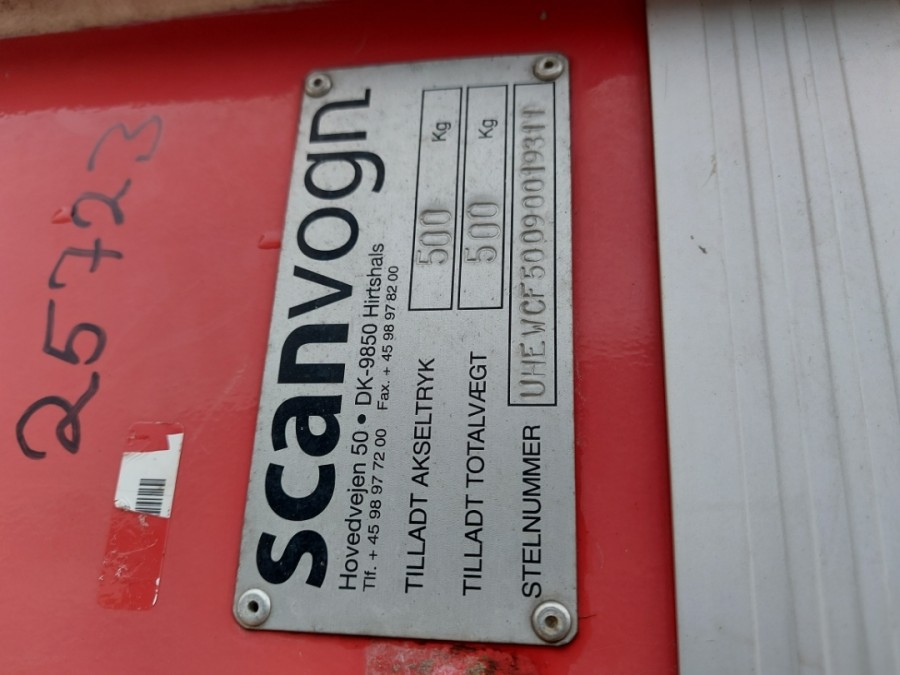 25723
scanvogn
Hovedvejen 50 • DK-9850 Hirtshals
Tlf. + 45 98 97 72 00 Fax. + 45 98 97 82 00
TILLADT AKSELTRYK 500 Kg
TILLADT TOTALVÆGT 500 Kg
STELNUMMER UHEWCF50090019311